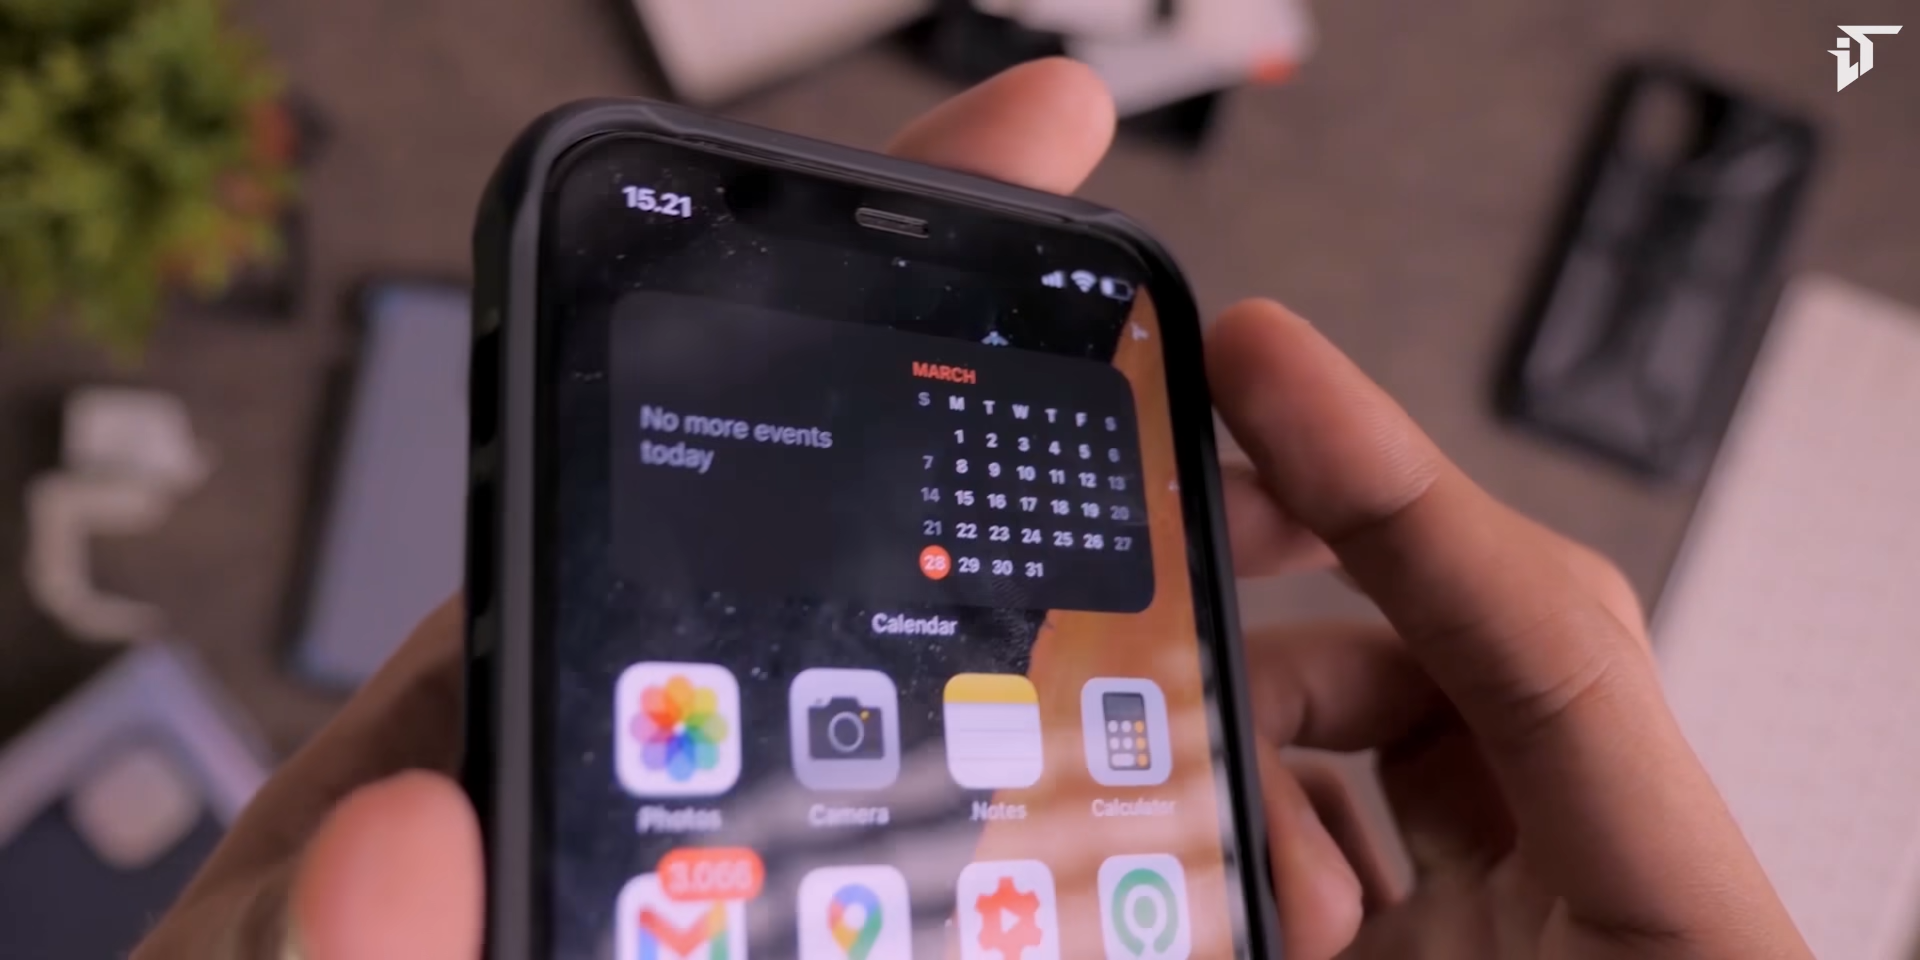 15.21
No more events
today
MARCH
S M T W T F S
1 2 3 4 5 6
7 8 9 10 11 12 13
14 15 16 17 18 19 20
21 22 23 24 25 26 27
28 29 30 31
Calendar
Photos Camera Notes Calculator